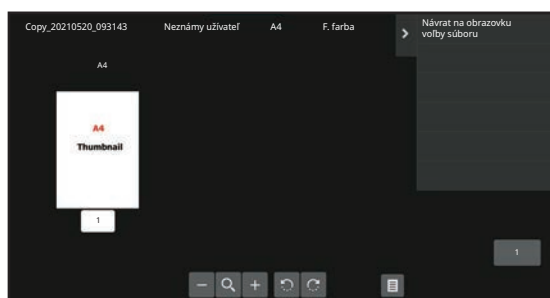 Copy_20210520_093143 Neznámy užívateľ A4 F. farba
Návrat na obrazovku
voľby súboru
A4
A4
Thumbnail
1
1